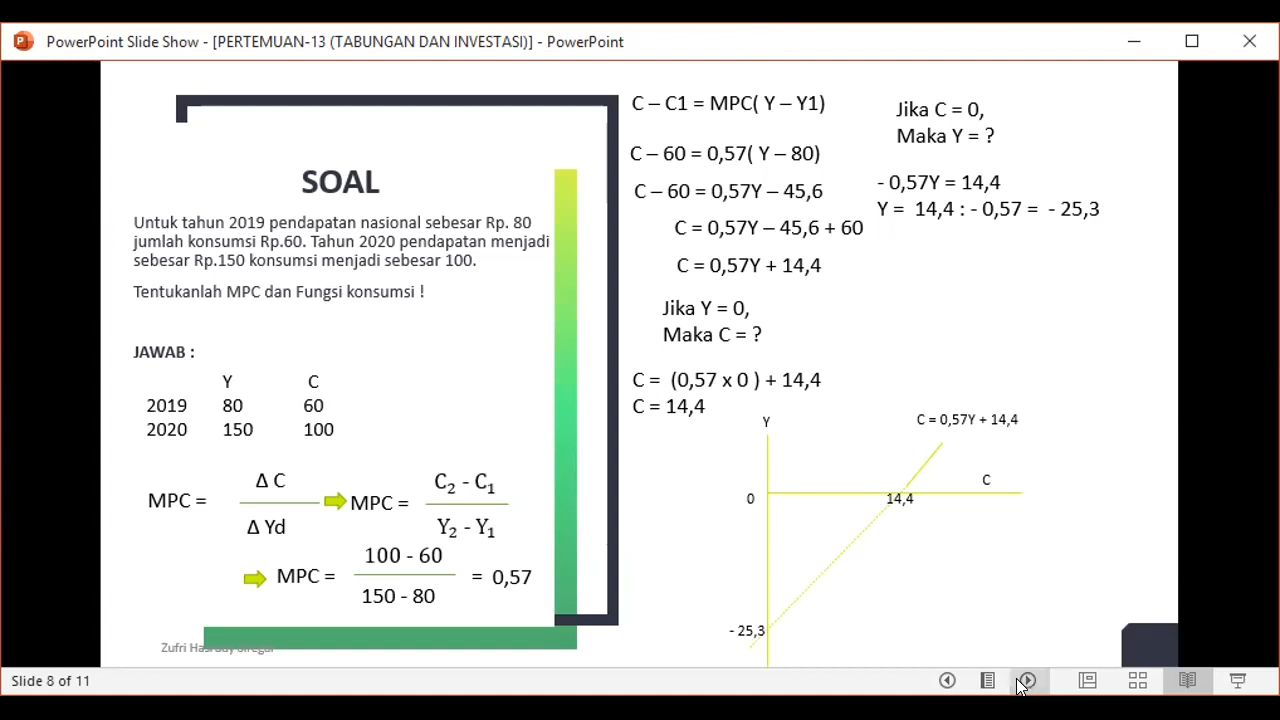 PowerPoint Slide Show - [PERTEMUAN-13 (TABUNGAN DAN INVESTASI)] - PowerPoint
SOAL
Untuk tahun 2019 pendapatan nasional sebesar Rp. 80
jumlah konsumsi Rp.60. Tahun 2020 pendapatan menjadi
sebesar Rp.150 konsumsi menjadi sebesar 100.
Tentukanlah MPC dan Fungsi konsumsi !
JAWAB :
Y C
2019 80 60
2020 150 100
MPC = Δ C
Δ Yd
MPC = C₂ - C₁
Y₂ - Y₁
MPC = 100 - 60
150 - 80
= 0,57
C – C1 = MPC( Y – Y1)
C – 60 = 0,57( Y – 80)
C – 60 = 0,57Y – 45,6
C = 0,57Y – 45,6 + 60
C = 0,57Y + 14,4
Jika Y = 0,
Maka C = ?
C = (0,57 x 0 ) + 14,4
C = 14,4
Jika C = 0,
Maka Y = ?
- 0,57Y = 14,4
Y = 14,4 : - 0,57 = - 25,3
Y
C = 0,57Y + 14,4
C
0
14,4
- 25,3
Zufri
Slide 8 of 11